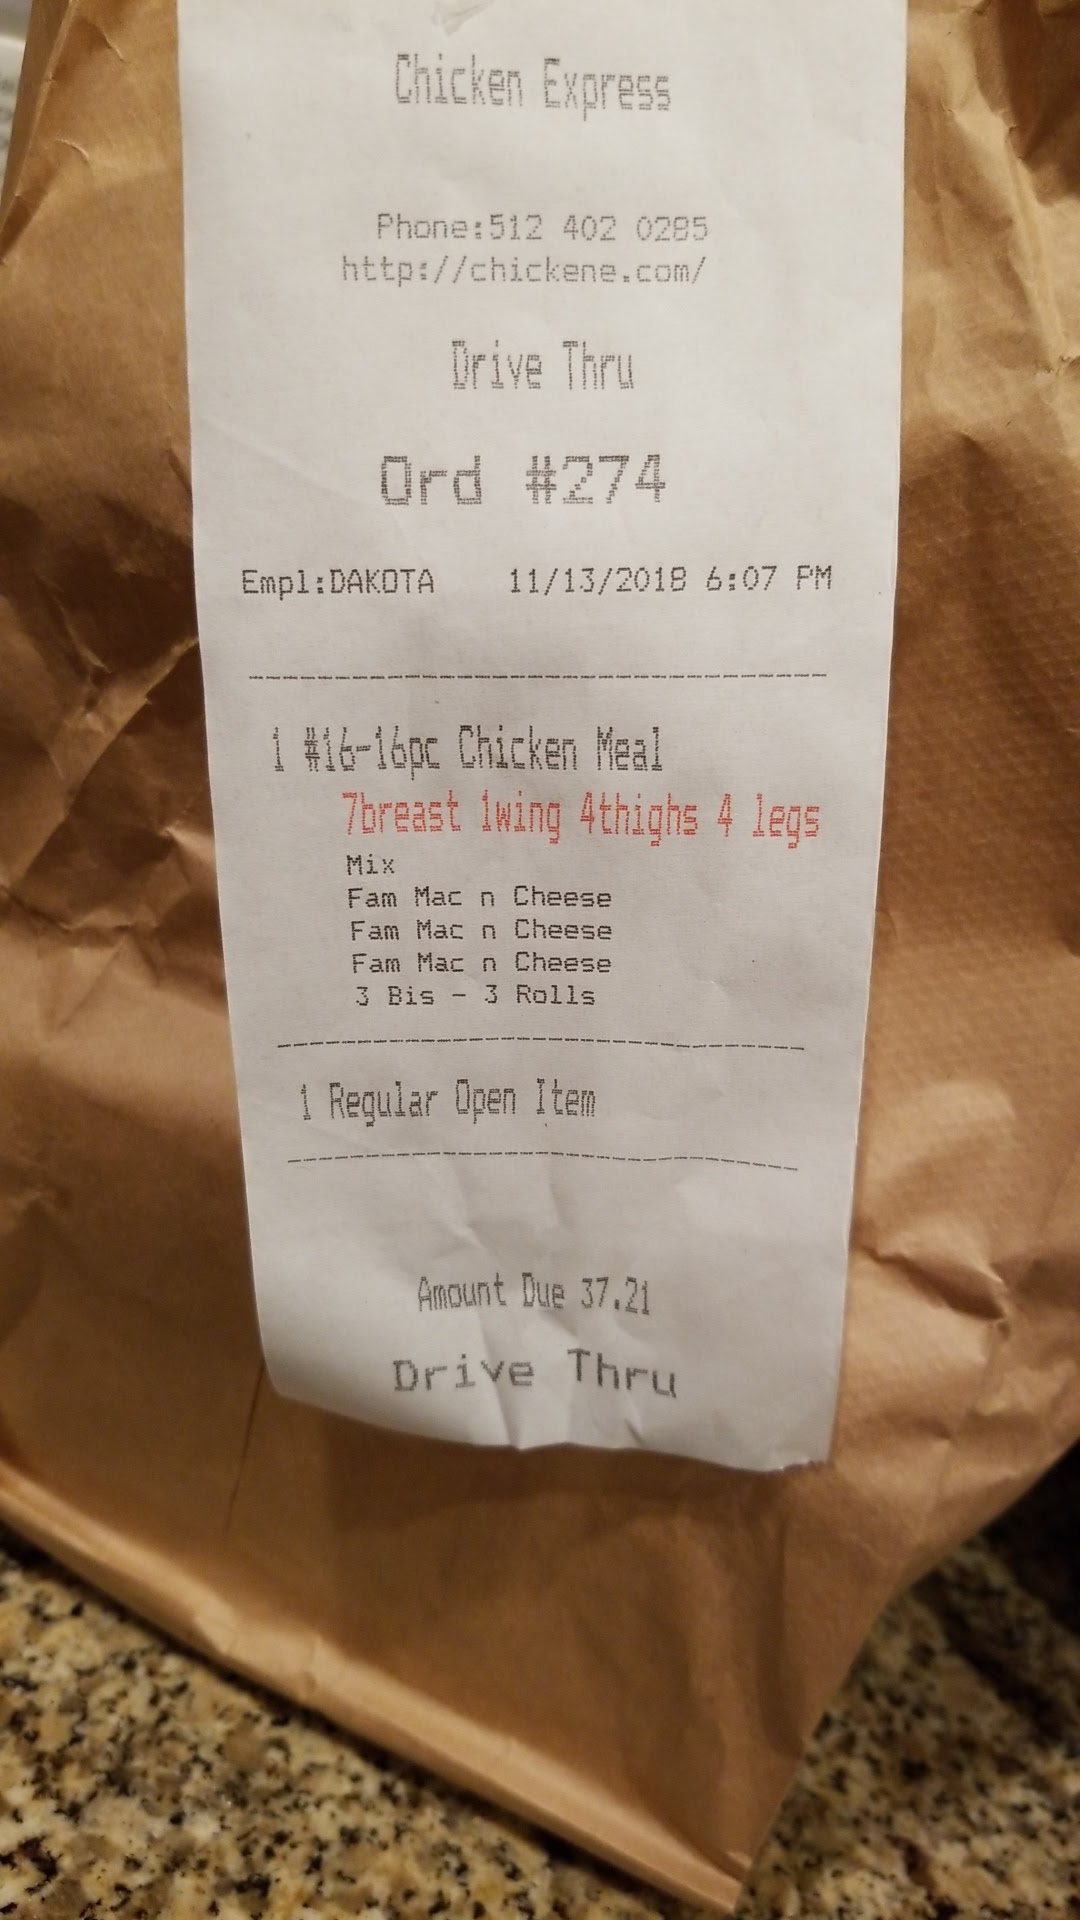 Chicken Express
Phone:512 402 0285
http://chickene.com/
Drive Thru
Ord #274
Empl:DAKOTA 11/13/2018 6:07 PM
1 #16-16pc Chicken Meal
7breast 1wing 4thighs 4 legs
Mix
Fam Mac n Cheese
Fam Mac n Cheese
Fam Mac n Cheese
3 Bis - 3 Rolls
1 Regular Open Item
Amount Due 37.21
Drive Thru